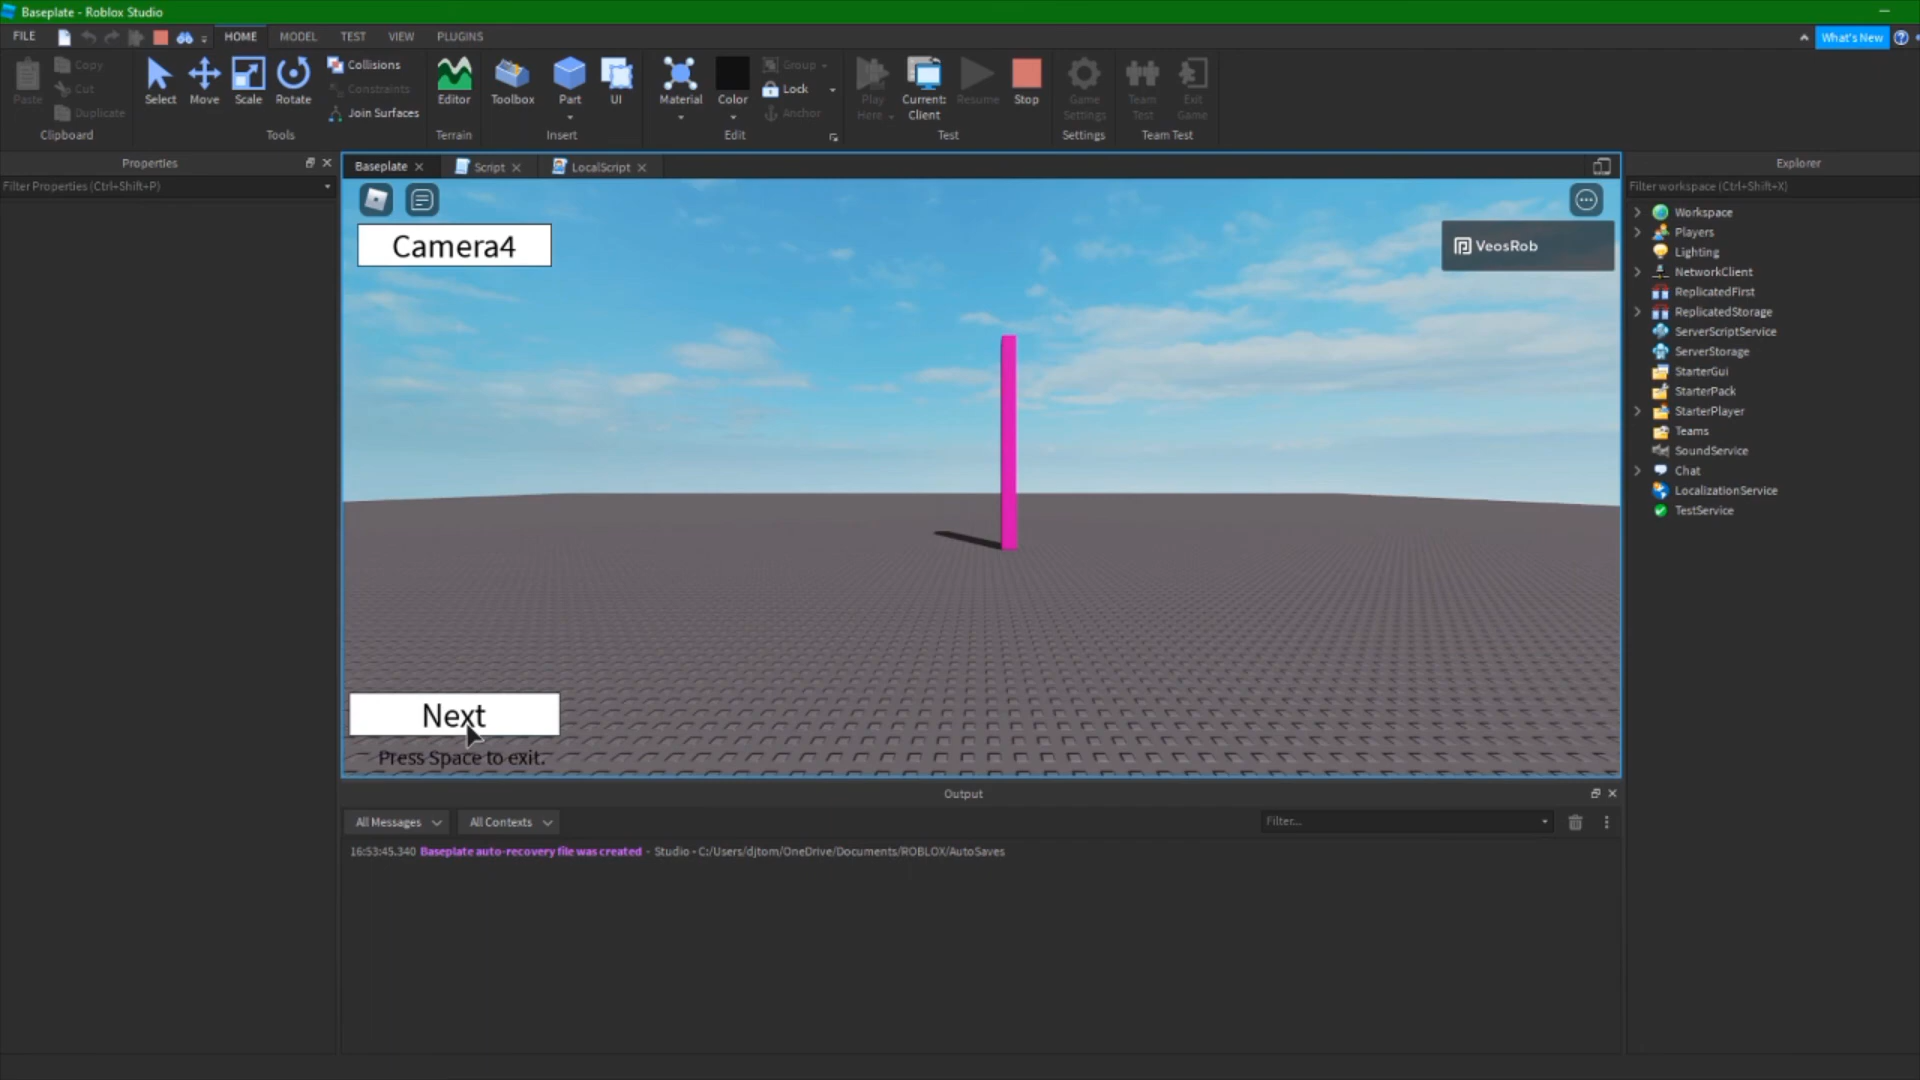 Baseplate - Roblox Studio
FILE
HOME
MODEL
TEST
VIEW
PLUGINS
What's New
Paste
Copy
Cut
Duplicate
Clipboard
Select
Move
Scale
Rotate
Collisions
Constraints
Join Surfaces
Tools
Editor
Terrain
Toolbox
Part
UI
Insert
Material
Color
Group
Lock
Anchor
Edit
Play Here
Current: Client
Resume
Stop
Test
Game Settings
Settings
Team Test
Exit Game
Team Test
Properties
Filter Properties (Ctrl+Shift+P)
Baseplate
Script
LocalScript
Camera4
VeosRob
Next
Press Space to exit.
Explorer
Filter workspace (Ctrl+Shift+X)
Workspace
Players
Lighting
NetworkClient
ReplicatedFirst
ReplicatedStorage
ServerScriptService
ServerStorage
StarterGui
StarterPack
StarterPlayer
Teams
SoundService
Chat
LocalizationService
TestService
Output
All Messages
All Contexts
Filter...
16:53:45.340 Baseplate auto-recovery file was created - Studio • C:/Users/djtom/OneDrive/Documents/ROBLOX/AutoSaves